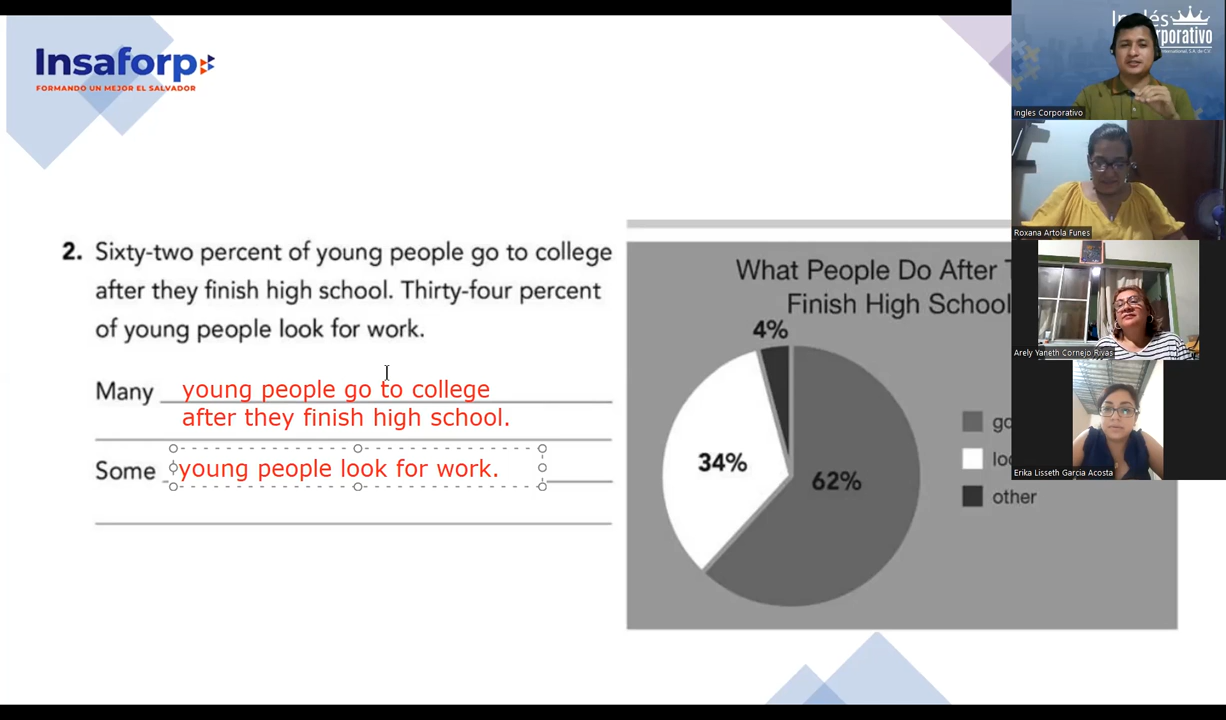 Insaforp
FORMANDO UN MEJOR EL SALVADOR
2. Sixty-two percent of young people go to college
after they finish high school. Thirty-four percent
of young people look for work.
Many young people go to college
after they finish high school.
Some young people look for work.
What People Do After
Finish High School
4%
34%
62%
other
Inglés
Corporativo
Ingles Corporativo
Roxana Artola Funes
Arely Yaneth Cornejo Rivas
Erika Lisseth Garcia Acosta